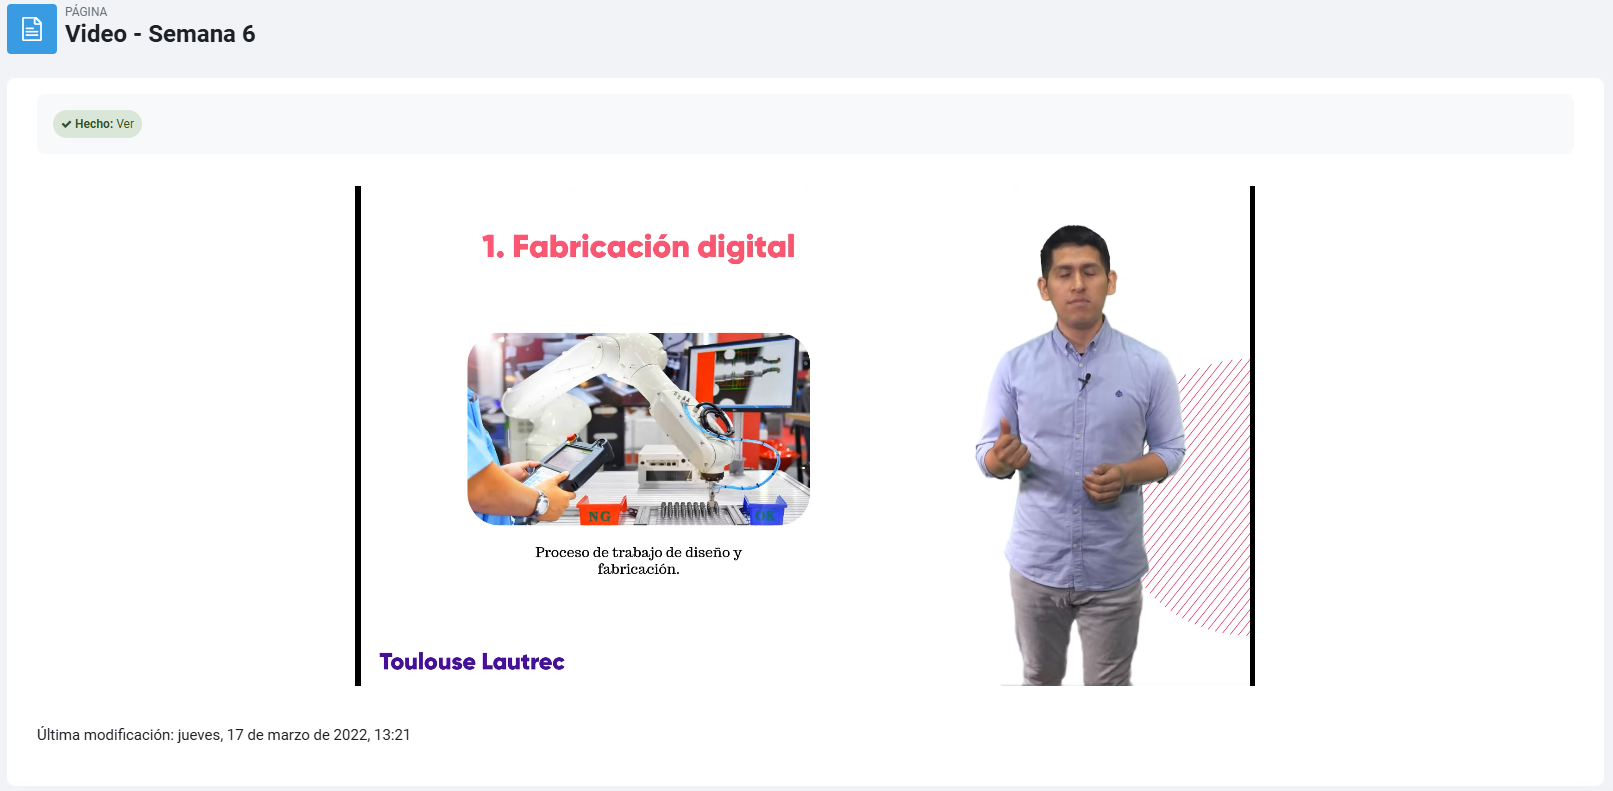 PÁGINA
Video - Semana 6
Hecho: Ver
1. Fabricación digital
NG
OK
Proceso de trabajo de diseño y
fabricación.
Toulouse Lautrec
Última modificación: jueves, 17 de marzo de 2022, 13:21